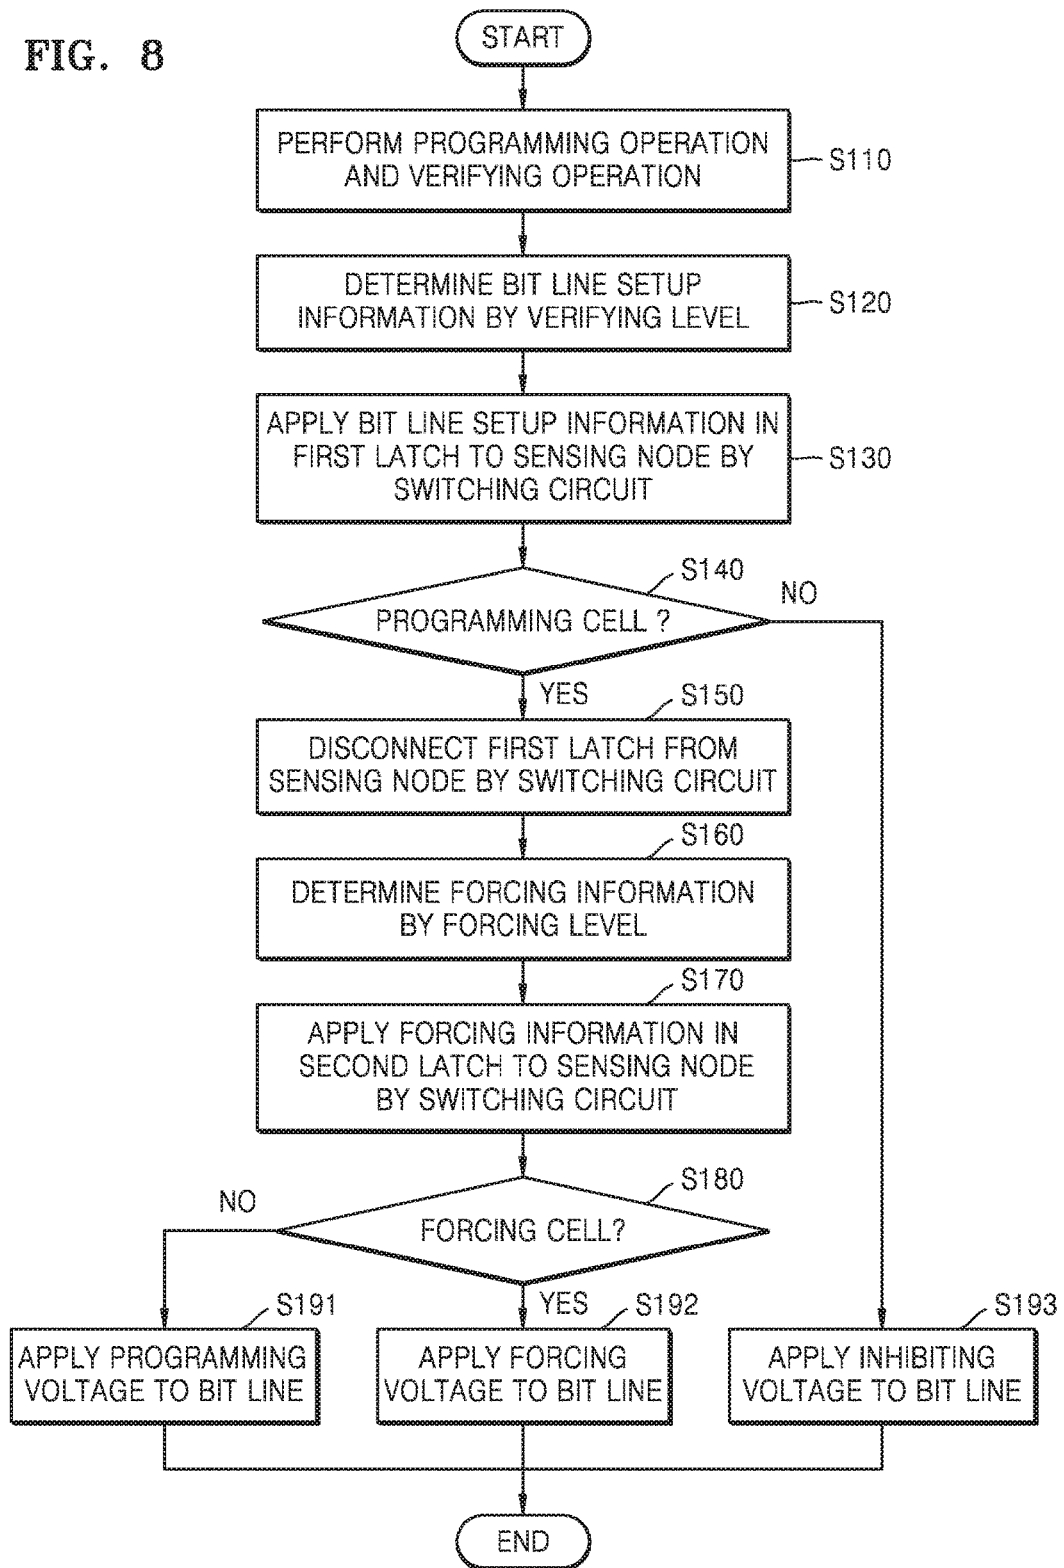 FIG. 8
START
PERFORM PROGRAMMING OPERATION
AND VERIFYING OPERATION
S110
DETERMINE BIT LINE SETUP
INFORMATION BY VERIFYING LEVEL
S120
APPLY BIT LINE SETUP INFORMATION IN
FIRST LATCH TO SENSING NODE BY
SWITCHING CIRCUIT
S130
S140
PROGRAMMING CELL ?
NO
YES
S150
DISCONNECT FIRST LATCH FROM
SENSING NODE BY SWITCHING CIRCUIT
S160
DETERMINE FORCING INFORMATION
BY FORCING LEVEL
S170
APPLY FORCING INFORMATION IN
SECOND LATCH TO SENSING NODE
BY SWITCHING CIRCUIT
S180
NO
FORCING CELL?
YES
S191
APPLY PROGRAMMING
VOLTAGE TO BIT LINE
S192
APPLY FORCING
VOLTAGE TO BIT LINE
S193
APPLY INHIBITING
VOLTAGE TO BIT LINE
END